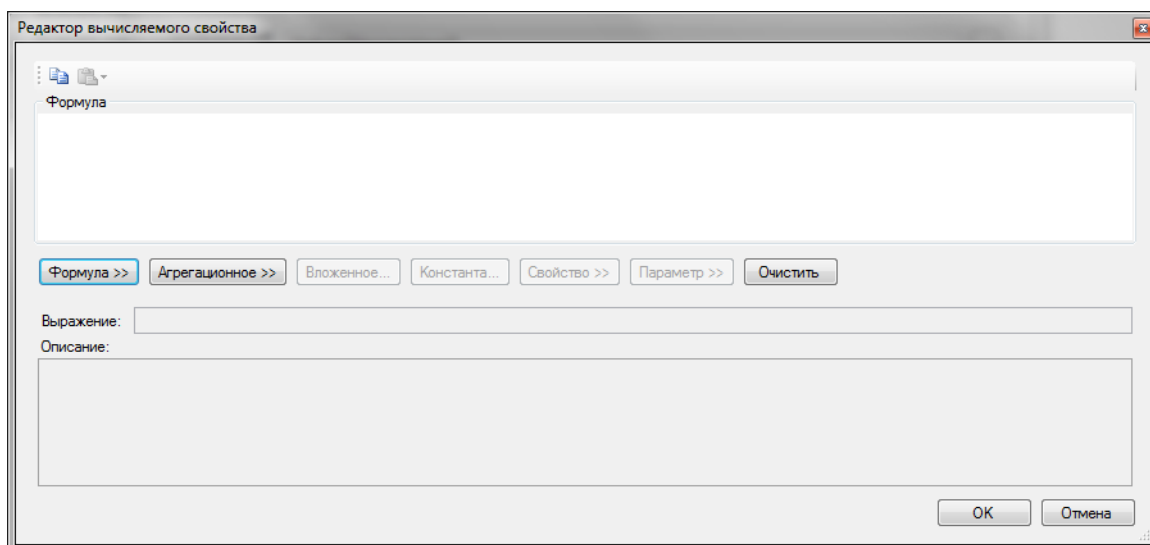 Редактор вычисляемого свойства
Формула
Формула >> Агрегационное >> Вложенное... Константа... Свойство >> Параметр >> Очистить
Выражение:
Описание:
OK Отмена